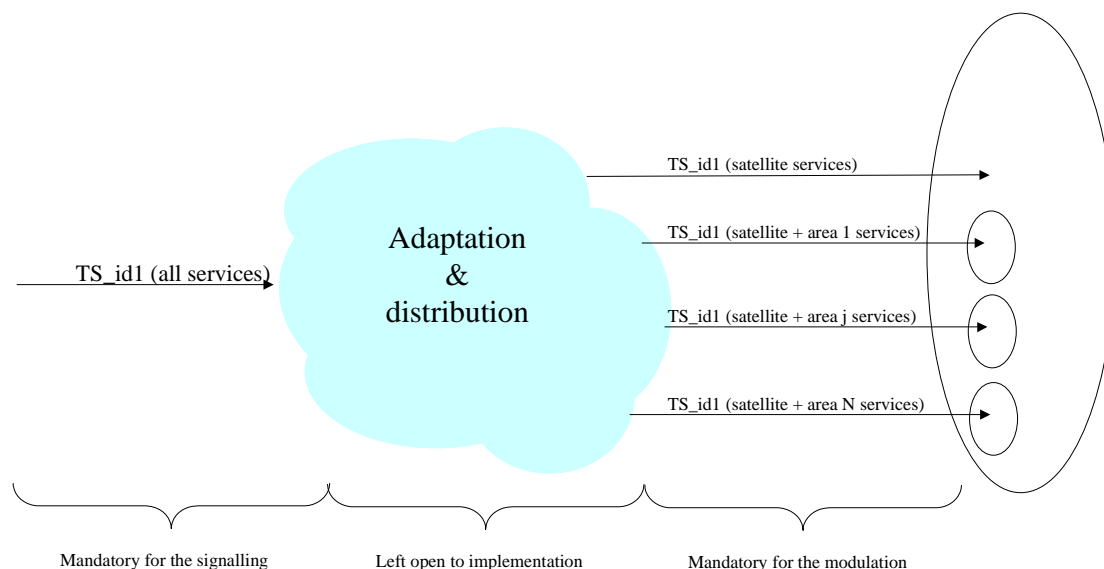 TS_id1 (satellite services)
TS_id1 (satellite + area 1 services)
Adaptation
&
distribution
TS_id1 (all services)
TS_id1 (satellite + area j services)
TS_id1 (satellite + area N services)
Mandatory for the signalling
Left open to implementation
Mandatory for the modulation